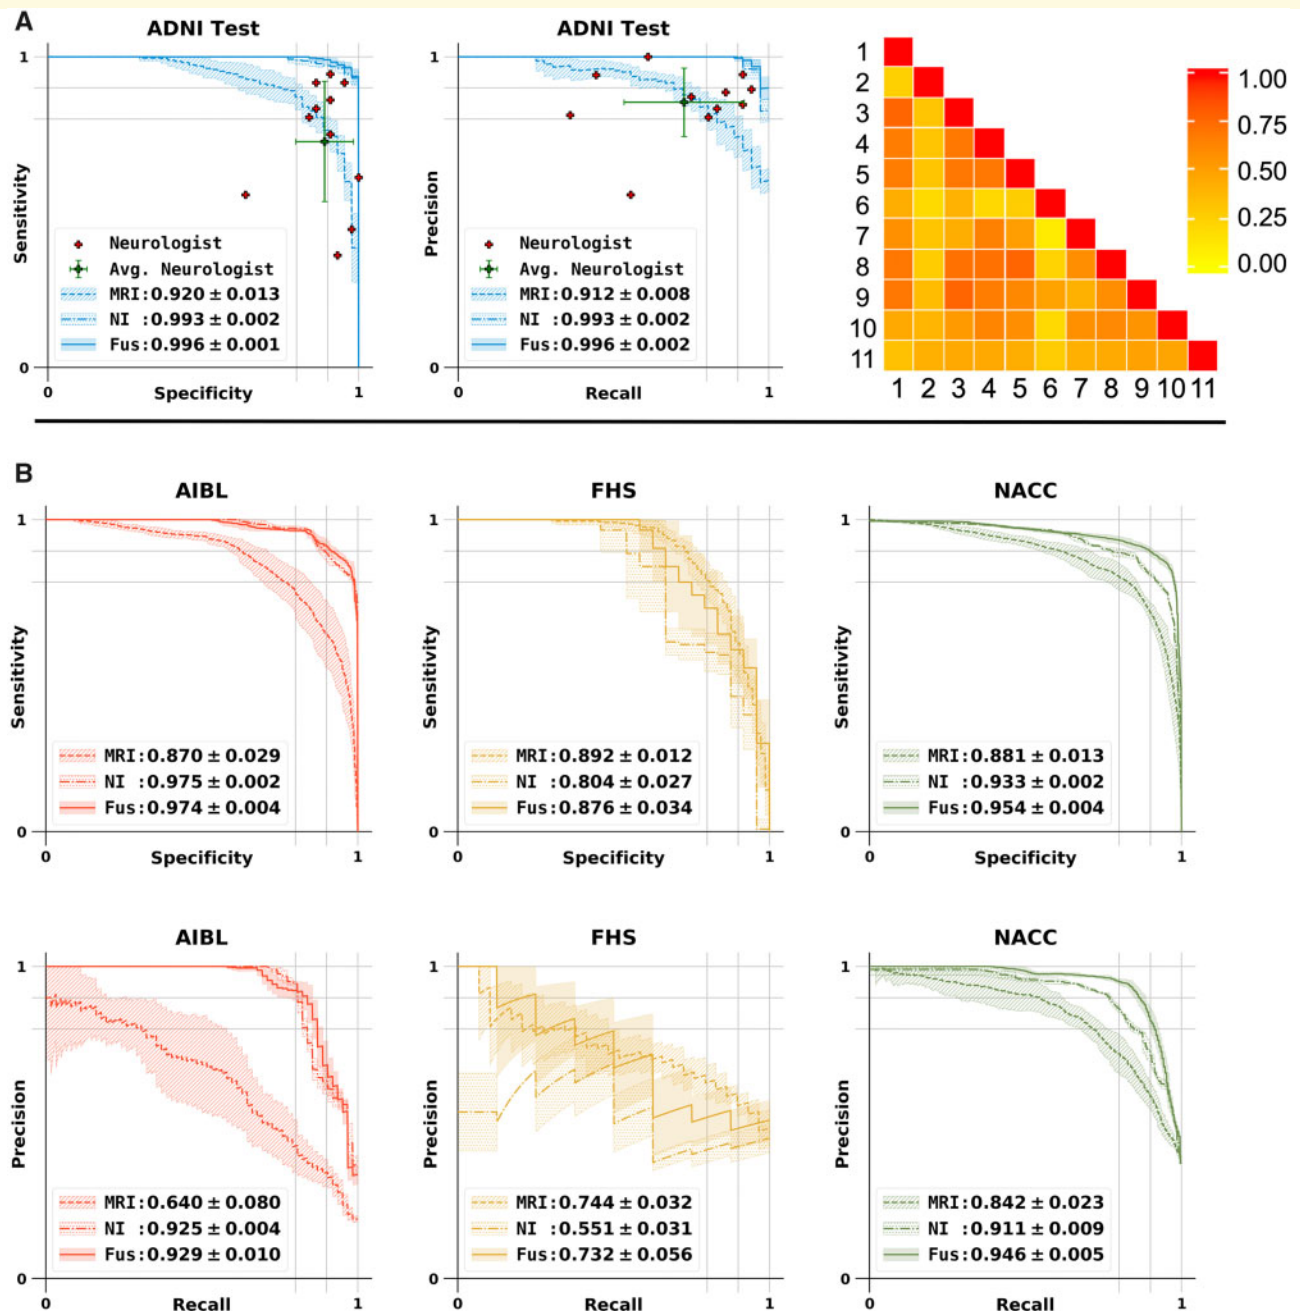 A
ADNI Test
1
Sensitivity
Neurologist
Avg. Neurologist
MRI:0.920 ± 0.013
NI :0.993 ± 0.002
Fus:0.996 ± 0.001
0
0
1
Specificity
ADNI Test
1
Precision
Neurologist
Avg. Neurologist
MRI:0.912 ± 0.008
NI :0.993 ± 0.002
Fus:0.996 ± 0.002
0
0
1
Recall
1
2
3
4
5
6
7
8
9
10
11
1 2 3 4 5 6 7 8 9 10 11
1.00
0.75
0.50
0.25
0.00
B
AIBL
1
Sensitivity
MRI:0.870 ± 0.029
NI :0.975 ± 0.002
Fus:0.974 ± 0.004
0
0
1
Specificity
FHS
1
Sensitivity
MRI:0.892 ± 0.012
NI :0.804 ± 0.027
Fus:0.876 ± 0.034
0
0
1
Specificity
NACC
1
Sensitivity
MRI:0.881 ± 0.013
NI :0.933 ± 0.002
Fus:0.954 ± 0.004
0
0
1
Specificity
AIBL
1
Precision
MRI:0.640 ± 0.080
NI :0.925 ± 0.004
Fus:0.929 ± 0.010
0
0
1
Recall
FHS
1
Precision
MRI:0.744 ± 0.032
NI :0.551 ± 0.031
Fus:0.732 ± 0.056
0
0
1
Recall
NACC
1
Precision
MRI:0.842 ± 0.023
NI :0.911 ± 0.009
Fus:0.946 ± 0.005
0
0
1
Recall